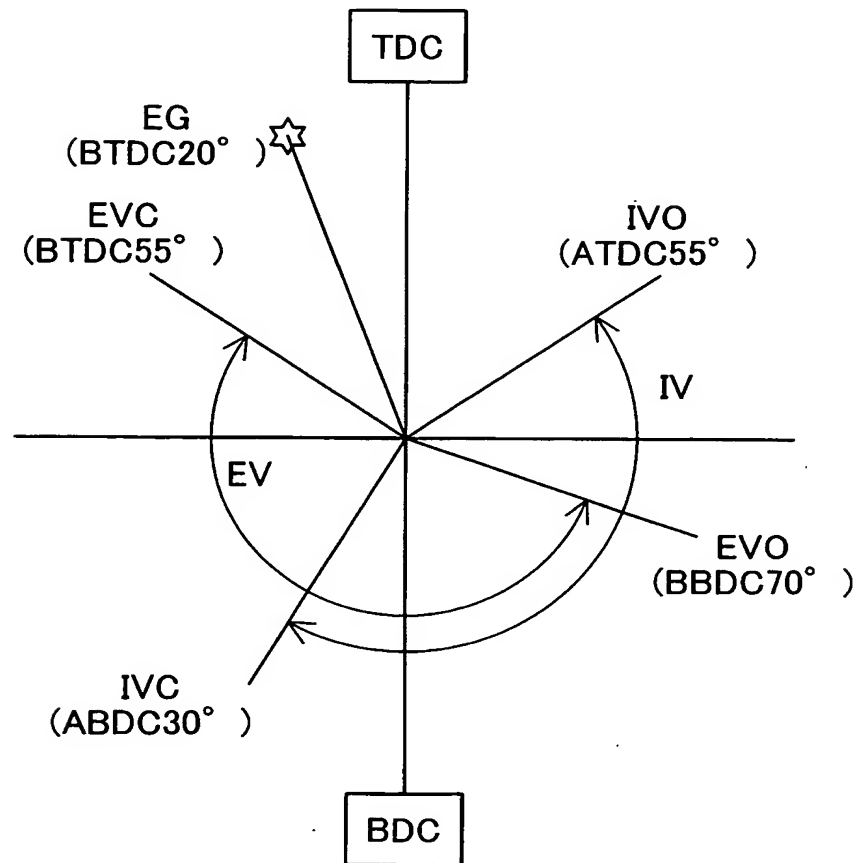 TDC
EG
(BTDC20° )
EVC
(BTDC55° )
IVO
(ATDC55° )
IV
EV
EVO
(BBDC70° )
IVC
(ABDC30° )
BDC